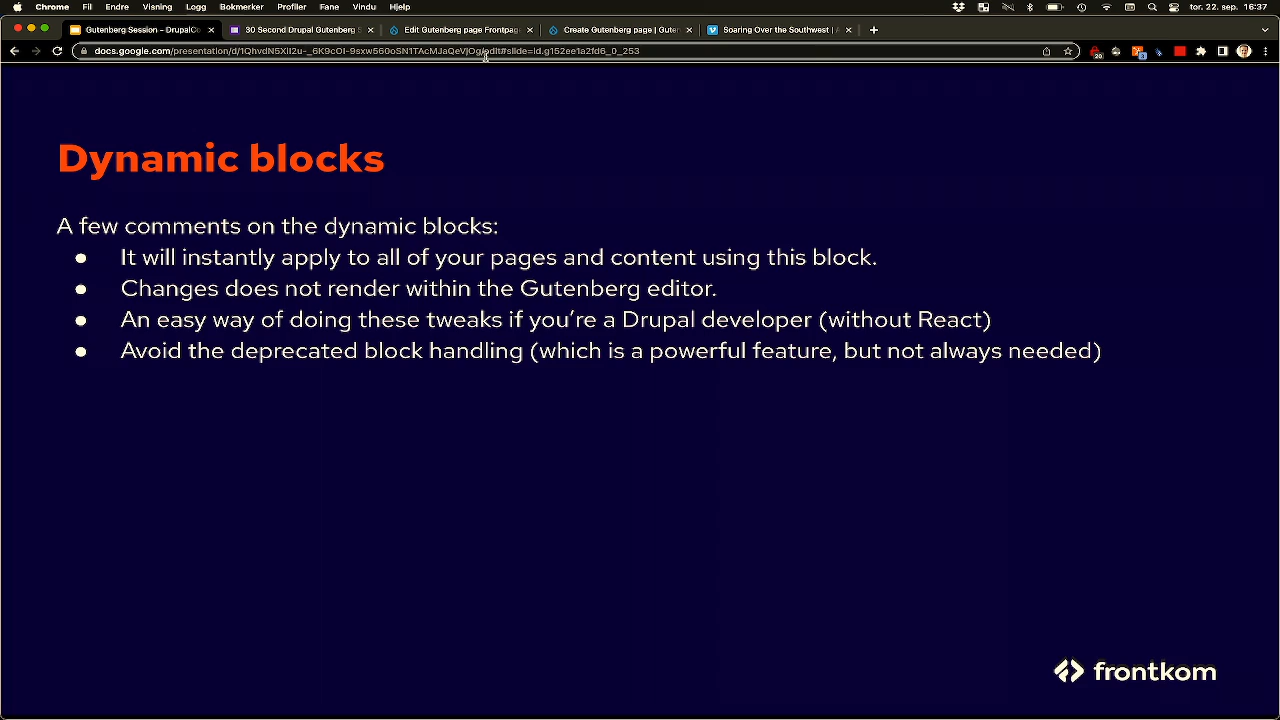 Chrome Fil Endre Visning Logg Bokmerker Profiler Fane Vindu Hjelp tor. 22. sep. 16:37
Gutenberg Session – DrupalCo 30 Second Drupal Gutenberg S Edit Gutenberg page Frontpage Create Gutenberg page | Guten Soaring Over the Southwest | A
Dynamic blocks
A few comments on the dynamic blocks:
● It will instantly apply to all of your pages and content using this block.
● Changes does not render within the Gutenberg editor.
● An easy way of doing these tweaks if you’re a Drupal developer (without React)
● Avoid the deprecated block handling (which is a powerful feature, but not always needed)
frontkom